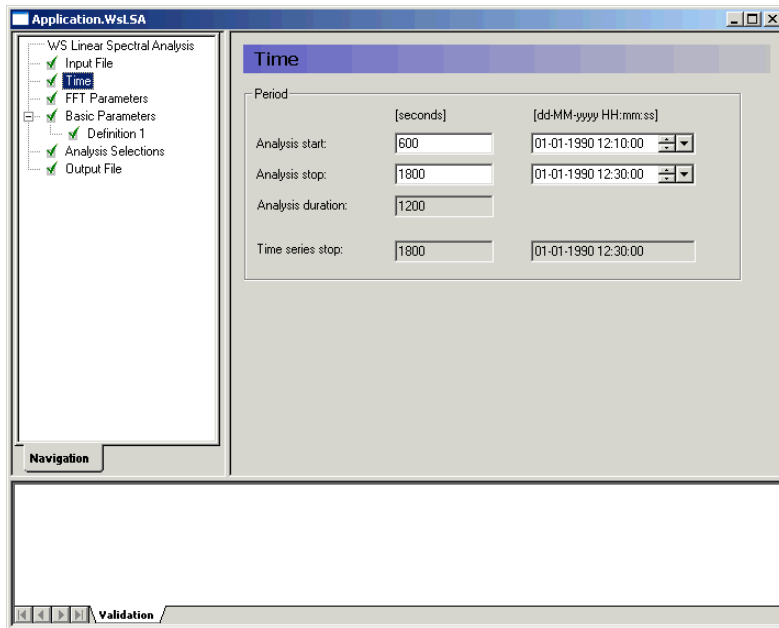 Application.WsLSA
WS Linear Spectral Analysis
Input File
Time
FFT Parameters
Basic Parameters
Definition 1
Analysis Selections
Output File
Navigation
Time
Period
[seconds] [dd-MM-yyyy HH:mm:ss]
Analysis start: 600 01-01-1990 12:10:00
Analysis stop: 1800 01-01-1990 12:30:00
Analysis duration: 1200
Time series stop: 1800 01-01-1990 12:30:00
Validation